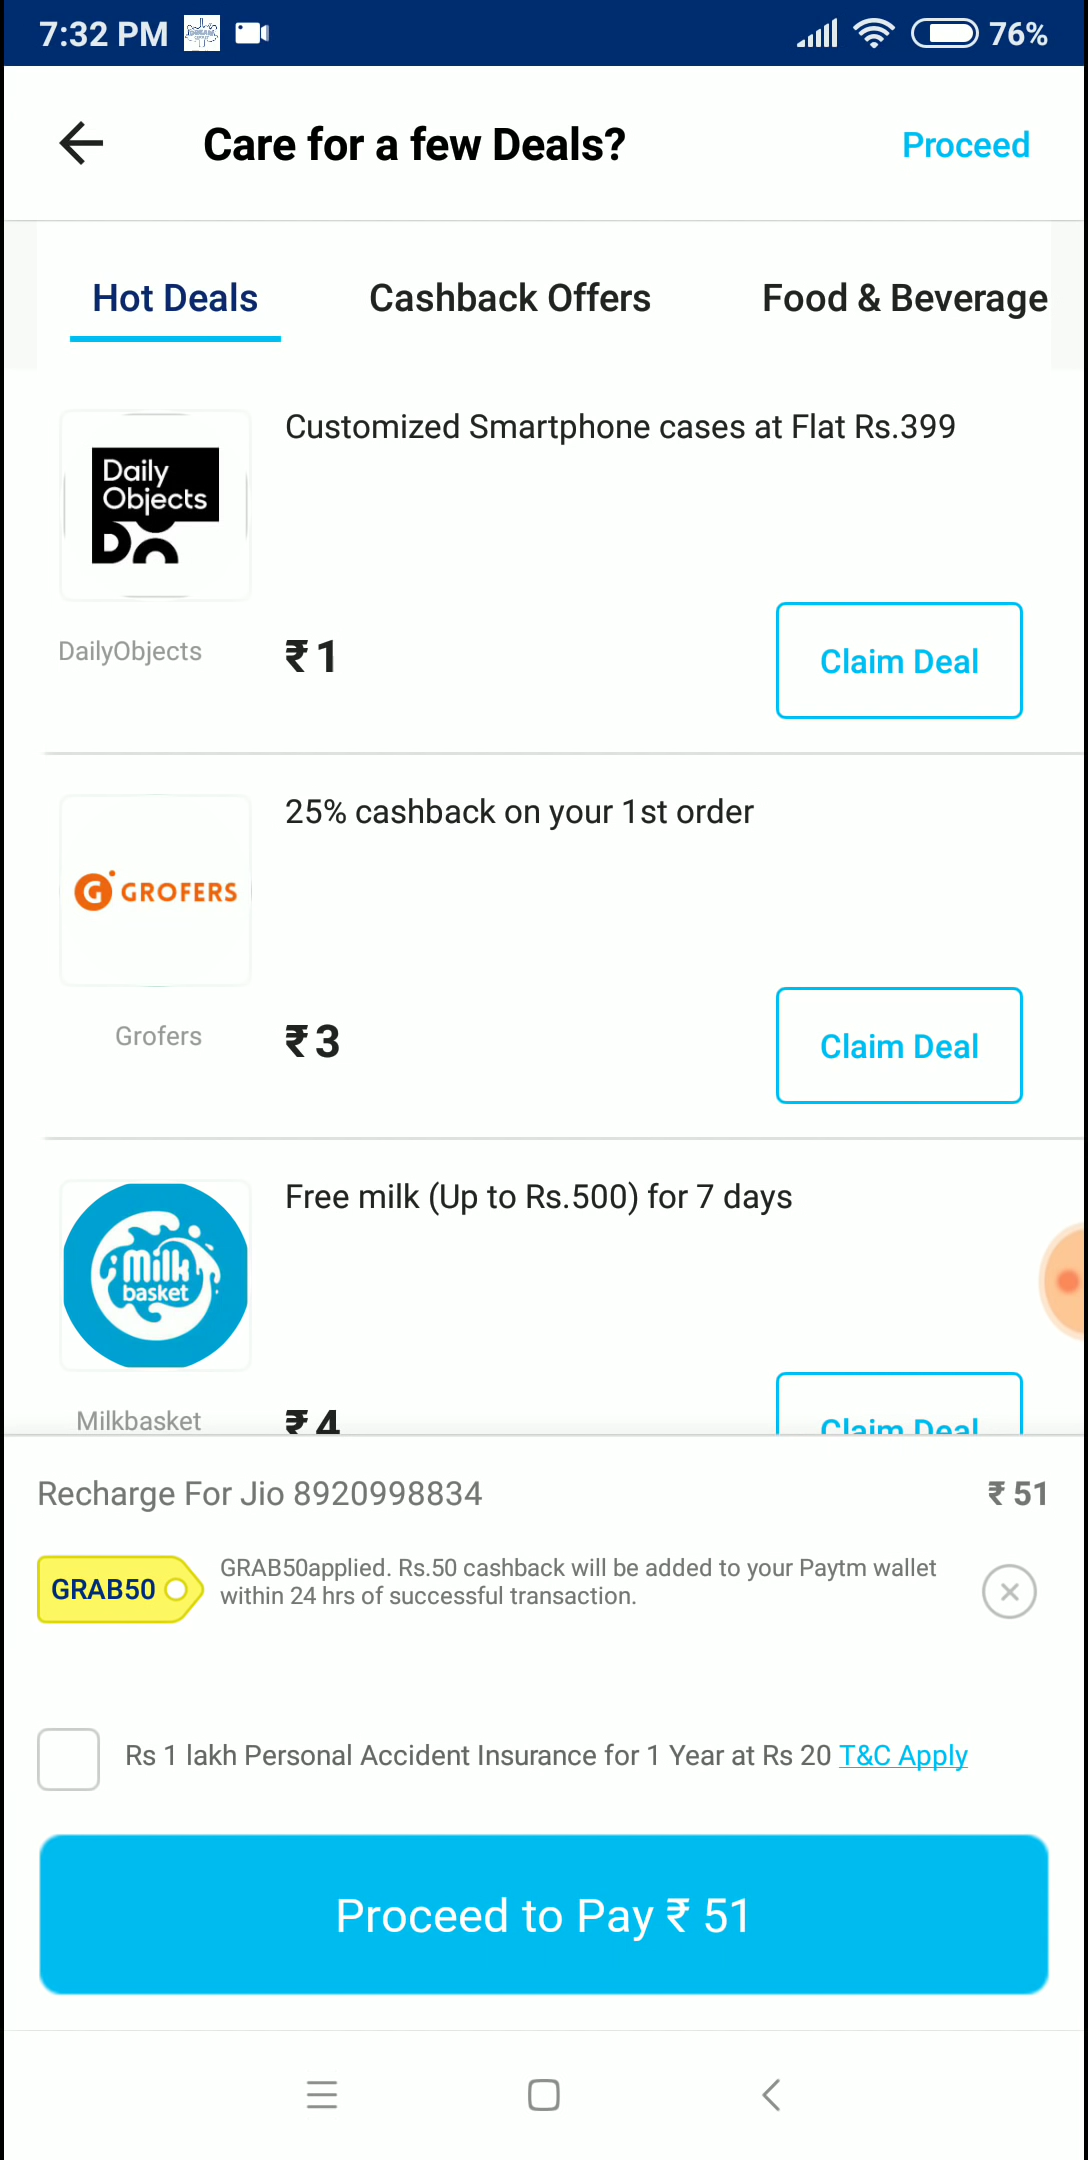 7:32 PM 76%
Care for a few Deals? Proceed
Hot Deals Cashback Offers Food & Beverage
Customized Smartphone cases at Flat Rs.399
Daily
Objects
DailyObjects ₹ 1 Claim Deal
25% cashback on your 1st order
G GROFERS
Grofers ₹ 3 Claim Deal
Free milk (Up to Rs.500) for 7 days
milk
basket
Milkbasket ₹ 4 Claim Deal
Recharge For Jio 8920998834 ₹ 51
GRAB50 GRAB50applied. Rs.50 cashback will be added to your Paytm wallet
within 24 hrs of successful transaction.
Rs 1 lakh Personal Accident Insurance for 1 Year at Rs 20 T&C Apply
Proceed to Pay ₹ 51